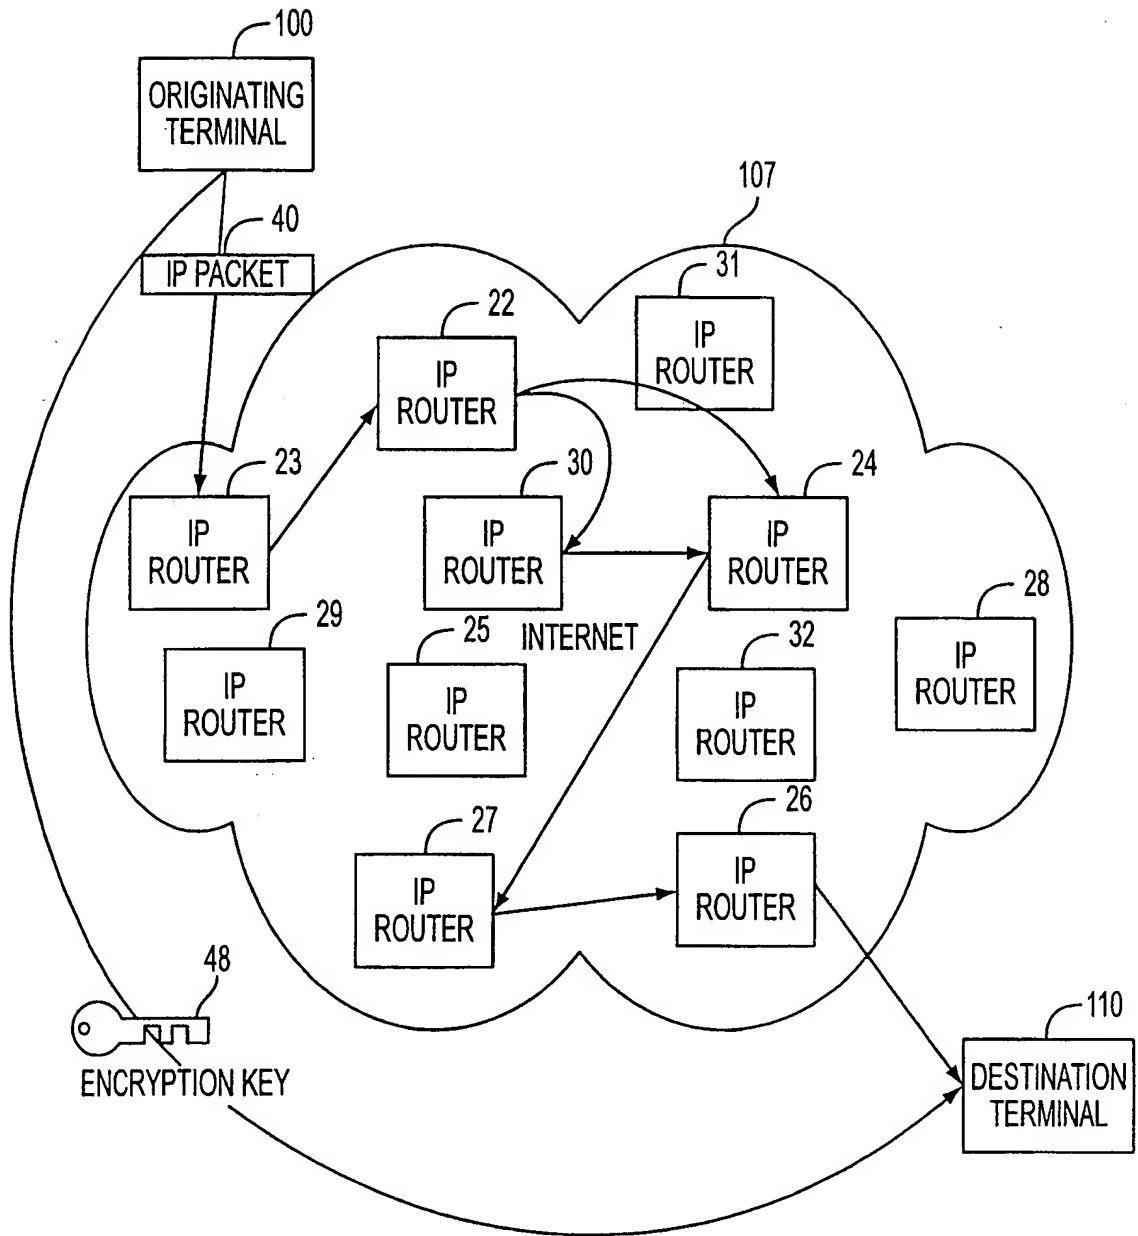 100
ORIGINATING
TERMINAL
40
IP PACKET
107
31
IP
ROUTER
22
IP
ROUTER
23
IP
ROUTER
30
IP
ROUTER
24
IP
ROUTER
29
IP
ROUTER
25
IP
ROUTER
INTERNET
32
IP
ROUTER
28
IP
ROUTER
27
IP
ROUTER
26
IP
ROUTER
48
ENCRYPTION KEY
110
DESTINATION
TERMINAL